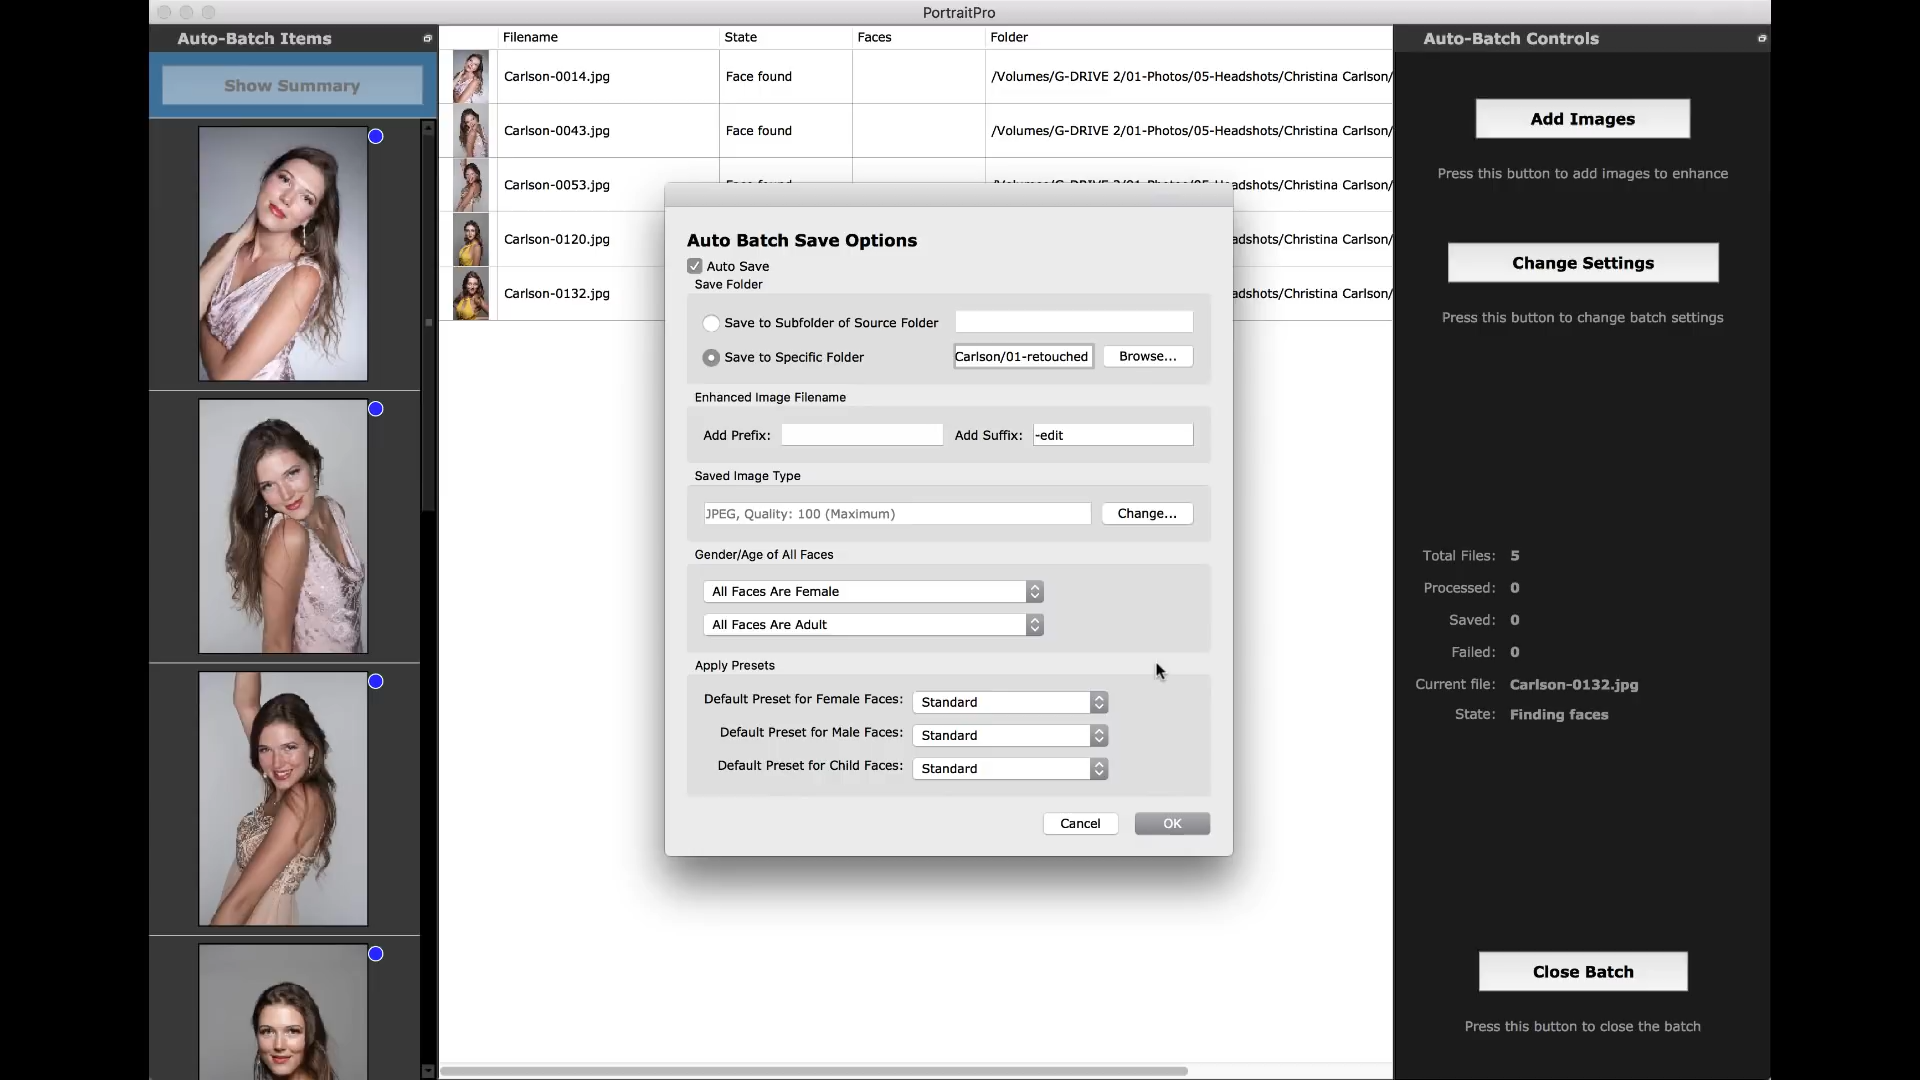 PortraitPro
Auto-Batch Items
Show Summary
Filename State Faces Folder
Carlson-0014.jpg Face found /Volumes/G-DRIVE 2/01-Photos/05-Headshots/Christina Carlson/
Carlson-0043.jpg Face found /Volumes/G-DRIVE 2/01-Photos/05-Headshots/Christina Carlson/
Carlson-0053.jpg Face found /Volumes/G-DRIVE 2/01-Photos/05-Headshots/Christina Carlson/
Carlson-0120.jpg adshots/Christina Carlson/
Carlson-0132.jpg adshots/Christina Carlson/
Auto Batch Save Options
Auto Save
Save Folder
Save to Subfolder of Source Folder
Save to Specific Folder Carlson/01-retouched Browse...
Enhanced Image Filename
Add Prefix: Add Suffix: -edit
Saved Image Type
JPEG, Quality: 100 (Maximum) Change...
Gender/Age of All Faces
All Faces Are Female
All Faces Are Adult
Apply Presets
Default Preset for Female Faces: Standard
Default Preset for Male Faces: Standard
Default Preset for Child Faces: Standard
Cancel OK
Auto-Batch Controls
Add Images
Press this button to add images to enhance
Change Settings
Press this button to change batch settings
Total Files: 5
Processed: 0
Saved: 0
Failed: 0
Current file: Carlson-0132.jpg
State: Finding faces
Close Batch
Press this button to close the batch